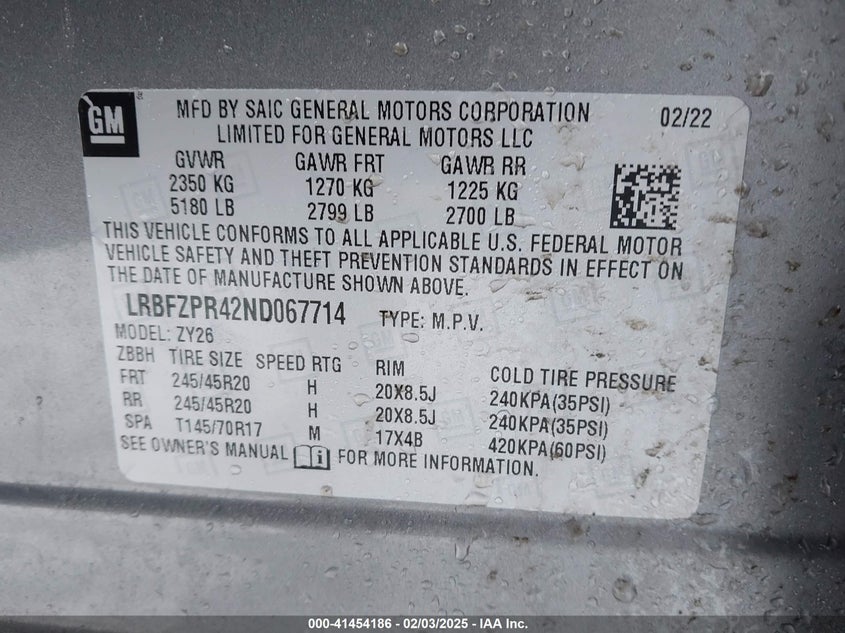 GM
MFD BY SAIC GENERAL MOTORS CORPORATION 02/22
LIMITED FOR GENERAL MOTORS LLC
GVWR GAWR FRT GAWR RR
2350 KG 1270 KG 1225 KG
5180 LB 2799 LB 2700 LB
THIS VEHICLE CONFORMS TO ALL APPLICABLE U.S. FEDERAL MOTOR
VEHICLE SAFETY AND THEFT PREVENTION STANDARDS IN EFFECT ON
THE DATE OF MANUFACTURE SHOWN ABOVE.
LRBFZPR42ND067714 TYPE: M.P.V.
MODEL: ZY26
ZBBH TIRE SIZE SPEED RTG RIM COLD TIRE PRESSURE
FRT 245/45R20 H 20X8.5J 240KPA(35PSI)
RR 245/45R20 H 20X8.5J 240KPA(35PSI)
SPA T145/70R17 M 17X4B 420KPA(60PSI)
SEE OWNER'S MANUAL FOR MORE INFORMATION.
000-41454186 - 02/03/2025 - IAA Inc.